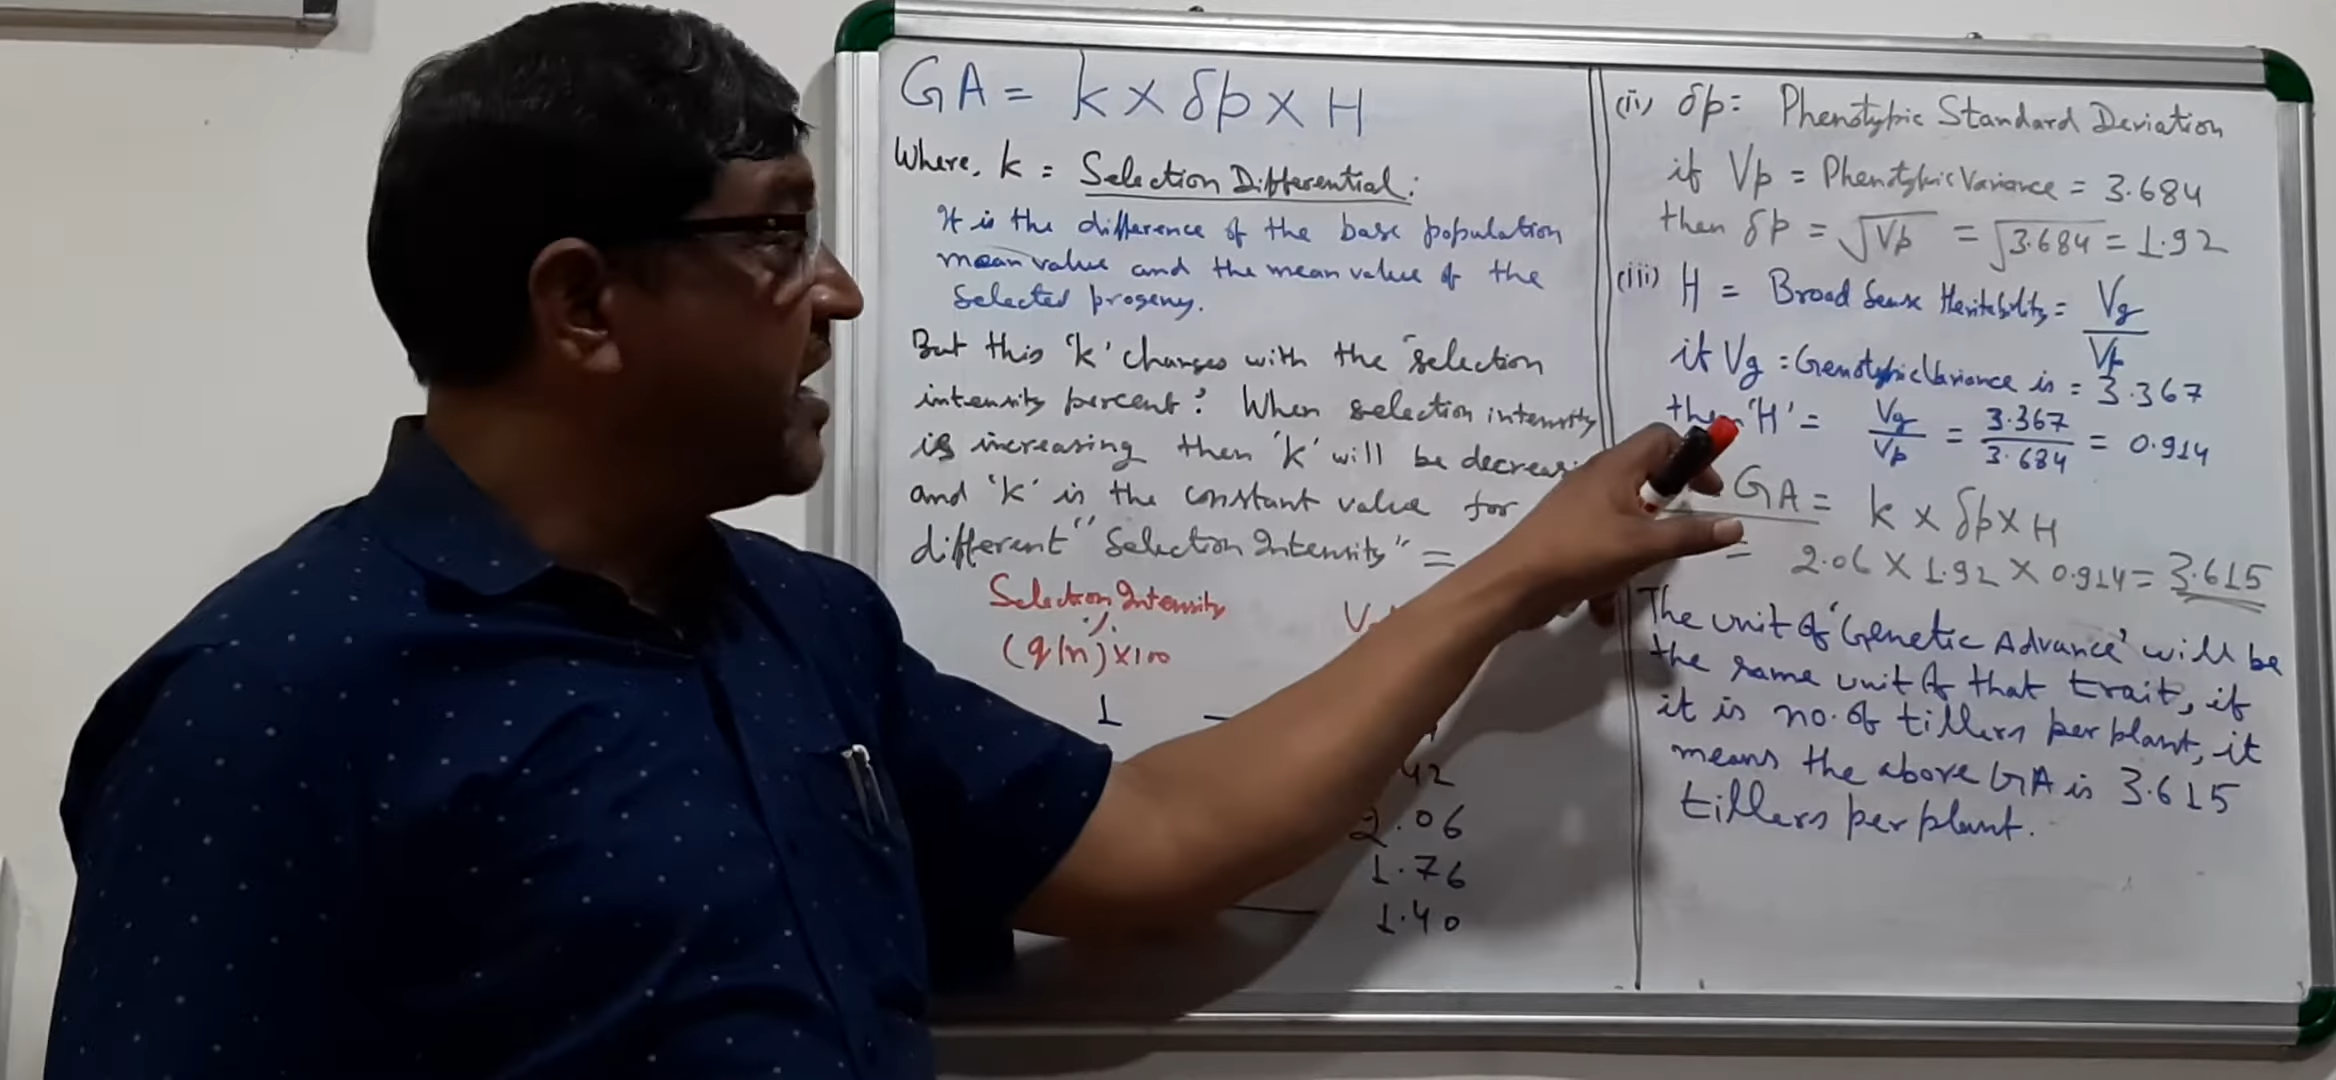 GA = k × δp × H
Where, k = Selection Differential:
It is the difference of the base population
mean value and the mean value of the
Selected progeny.
But this 'k' changes with the selection
intensity percent: When selection intensity
is increasing then 'k' will be
and 'k' is the constant value for
different "Selection Intensity" =
Selection Intensity
%
(q/n)×100
1
42
2.06
1.76
1.40
(ii) δp = Phenotypic Standard Deviation
if Vp = Phenotypic Variance = 3.684
then δp = √Vp = √3.684 = 1.92
(iii) H = Broad Sense Heritability = Vg/Vp
if Vg = Genotypic Variance is = 3.367
then 'H' = Vg/Vp = 3.367/3.684 = 0.914
GA = k × δp × H
= 2.06 × 1.92 × 0.914 = 3.615
The unit of 'Genetic Advance' will be
the same unit of that trait, if
it is no. of tillers per plant, it
means the above GA is 3.615
tillers per plant.